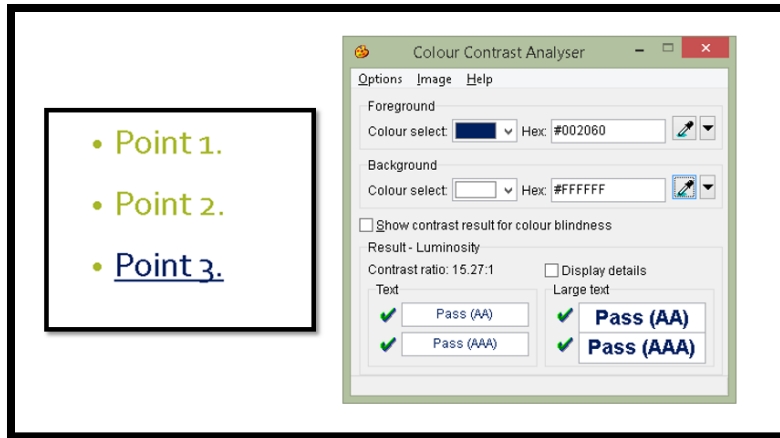 • Point 1.
• Point 2.
• Point 3.
Colour Contrast Analyser
Options Image Help
Foreground
Colour select: Hex: #002060
Background
Colour select: Hex: #FFFFFF
Show contrast result for colour blindness
Result - Luminosity
Contrast ratio: 15.27:1 Display details
Text Large text
Pass (AA) Pass (AA)
Pass (AAA) Pass (AAA)